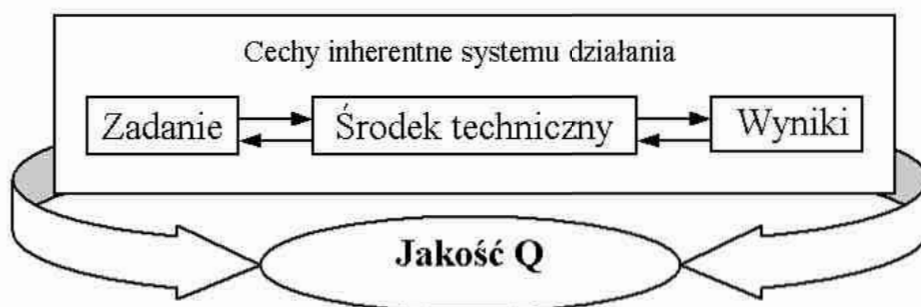 Cechy inherentne systemu działania
Zadanie Środek techniczny Wyniki
Jakość Q